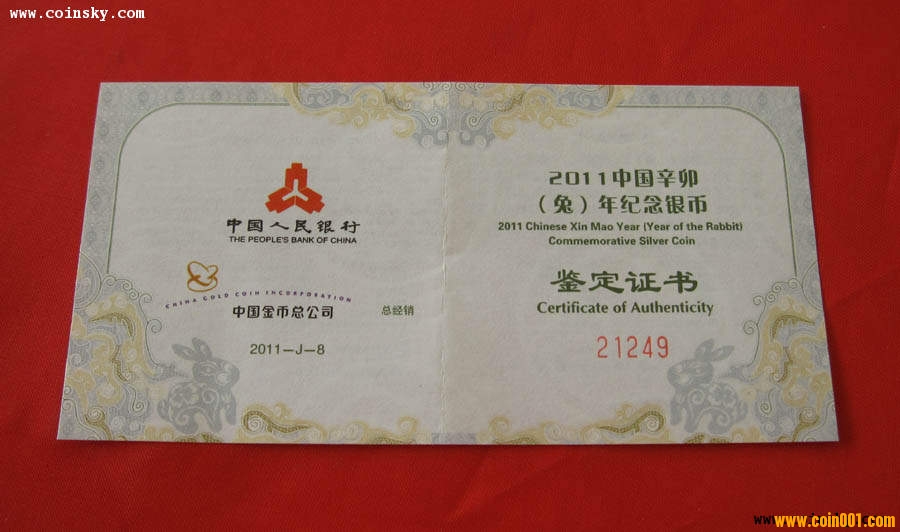 www.coinsky.com
中国人民银行
THE PEOPLE'S BANK OF CHINA
CHINA GOLD COIN INCORPORATION
中国金币总公司 总经销
2011—J—8
2011中国辛卯
（兔）年纪念银币
2011 Chinese Xin Mao Year (Year of the Rabbit)
Commemorative Silver Coin
鉴定证书
Certificate of Authenticity
21249
www.coin001.com